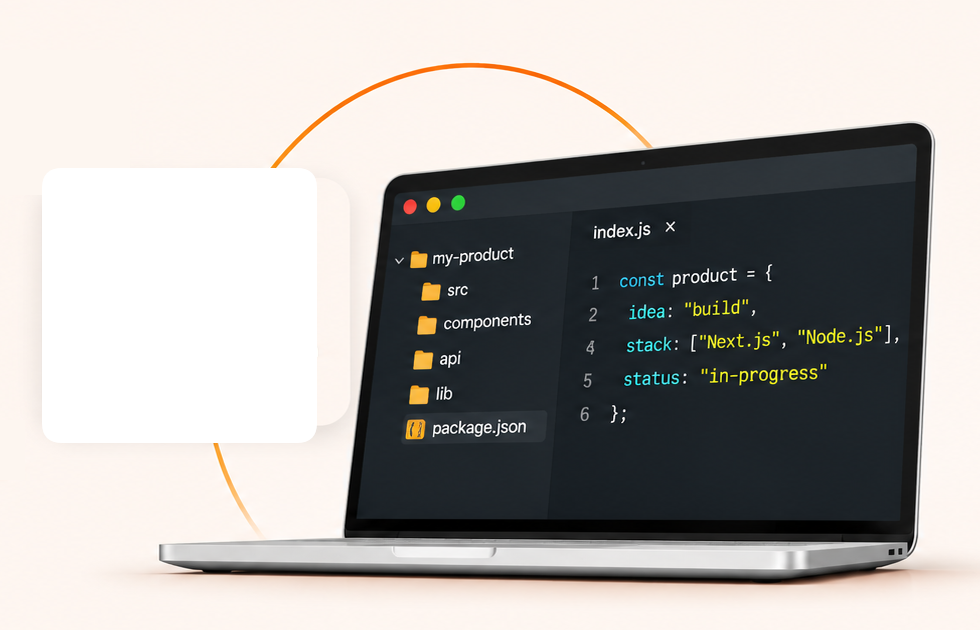 my-product
src
components
api
lib
package.json
index.js ×
1 const product = {
2 idea: "build",
4 stack: ["Next.js", "Node.js"],
5 status: "in-progress"
6 };